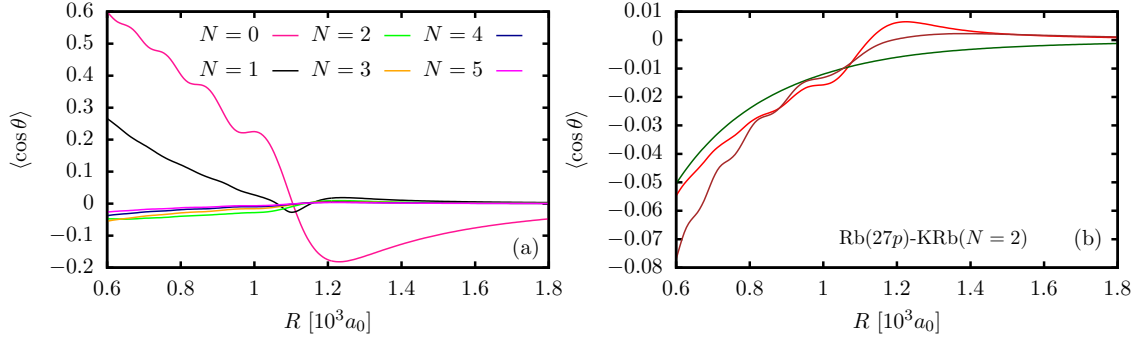 0.6
0.5
0.4
0.3
0.2
0.1
0
−0.1
−0.2
⟨cos θ⟩
N = 0 N = 2 N = 4
N = 1 N = 3 N = 5
(a)
0.6 0.8 1 1.2 1.4 1.6 1.8
R [10³a₀]
0.01
0
−0.01
−0.02
−0.03
−0.04
−0.05
−0.06
−0.07
−0.08
⟨cos θ⟩
Rb(27p)-KRb(N = 2) (b)
0.6 0.8 1 1.2 1.4 1.6 1.8
R [10³a₀]